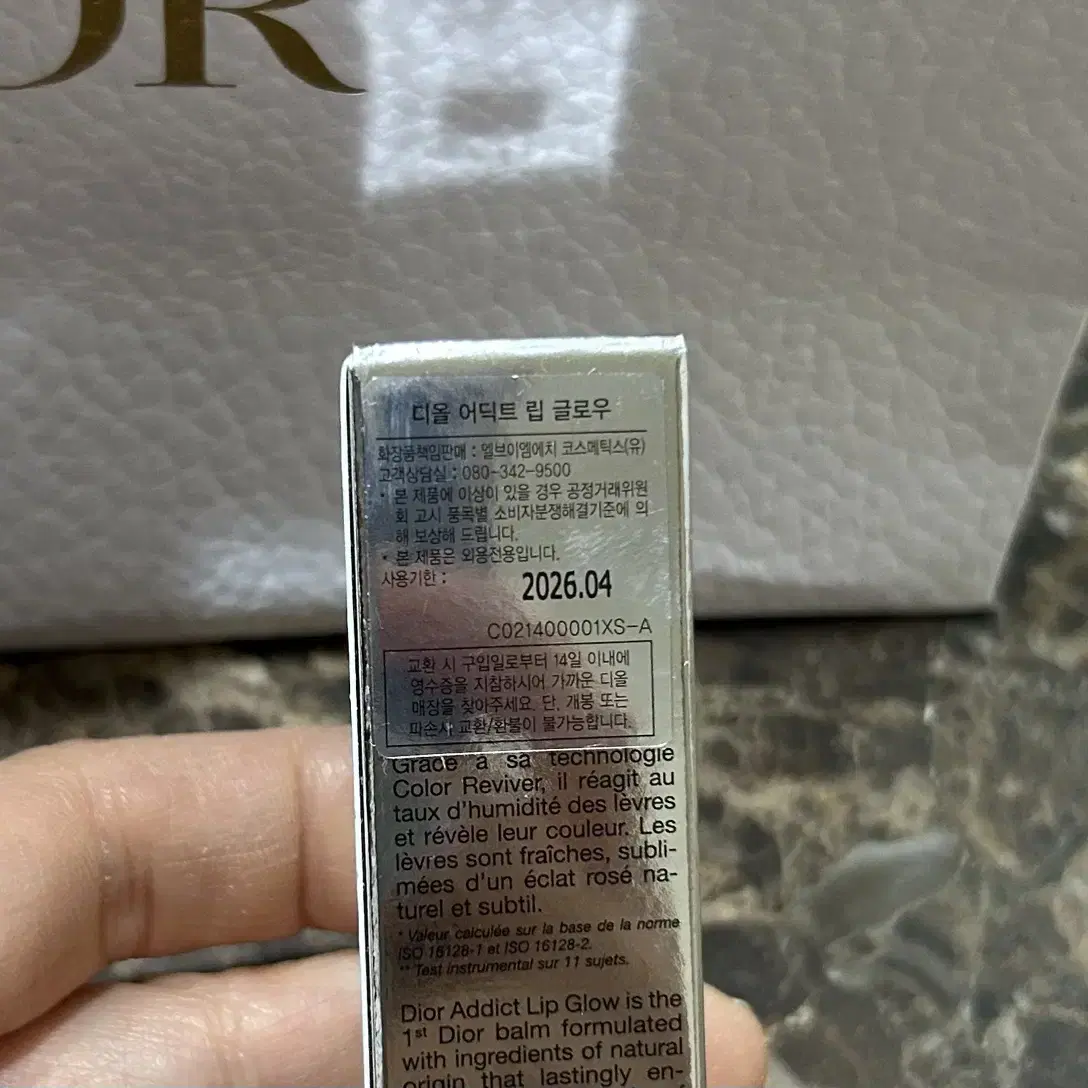 OR
디올 어딕트 립 글로우
화장품책임판매 : 엘브이엠에치 코스메틱스(유)
고객상담실 : 080-342-9500
• 본 제품에 이상이 있을 경우 공정거래위원
회 고시 품목별 소비자분쟁해결기준에 의
해 보상해 드립니다.
• 본 제품은 외용전용입니다.
사용기한 : 2026.04
C021400001XS-A
교환 시 구입일로부터 14일 이내에
영수증을 지참하시어 가까운 디올
매장을 찾아주세요. 단, 개봉 또는
파손시 교환/환불이 불가능합니다.
Grâce à sa technologie
Color Reviver, il réagit au
taux d'humidité des lèvres
et révèle leur couleur. Les
lèvres sont fraîches, subli-
mées d'un éclat rosé na-
turel et subtil.
* Valeur calculée sur la base de la norme
ISO 16128-1 et ISO 16128-2.
** Test instrumental sur 11 sujets.
Dior Addict Lip Glow is the
1st Dior balm formulated
with ingredients of natural
origin that lastingly en-